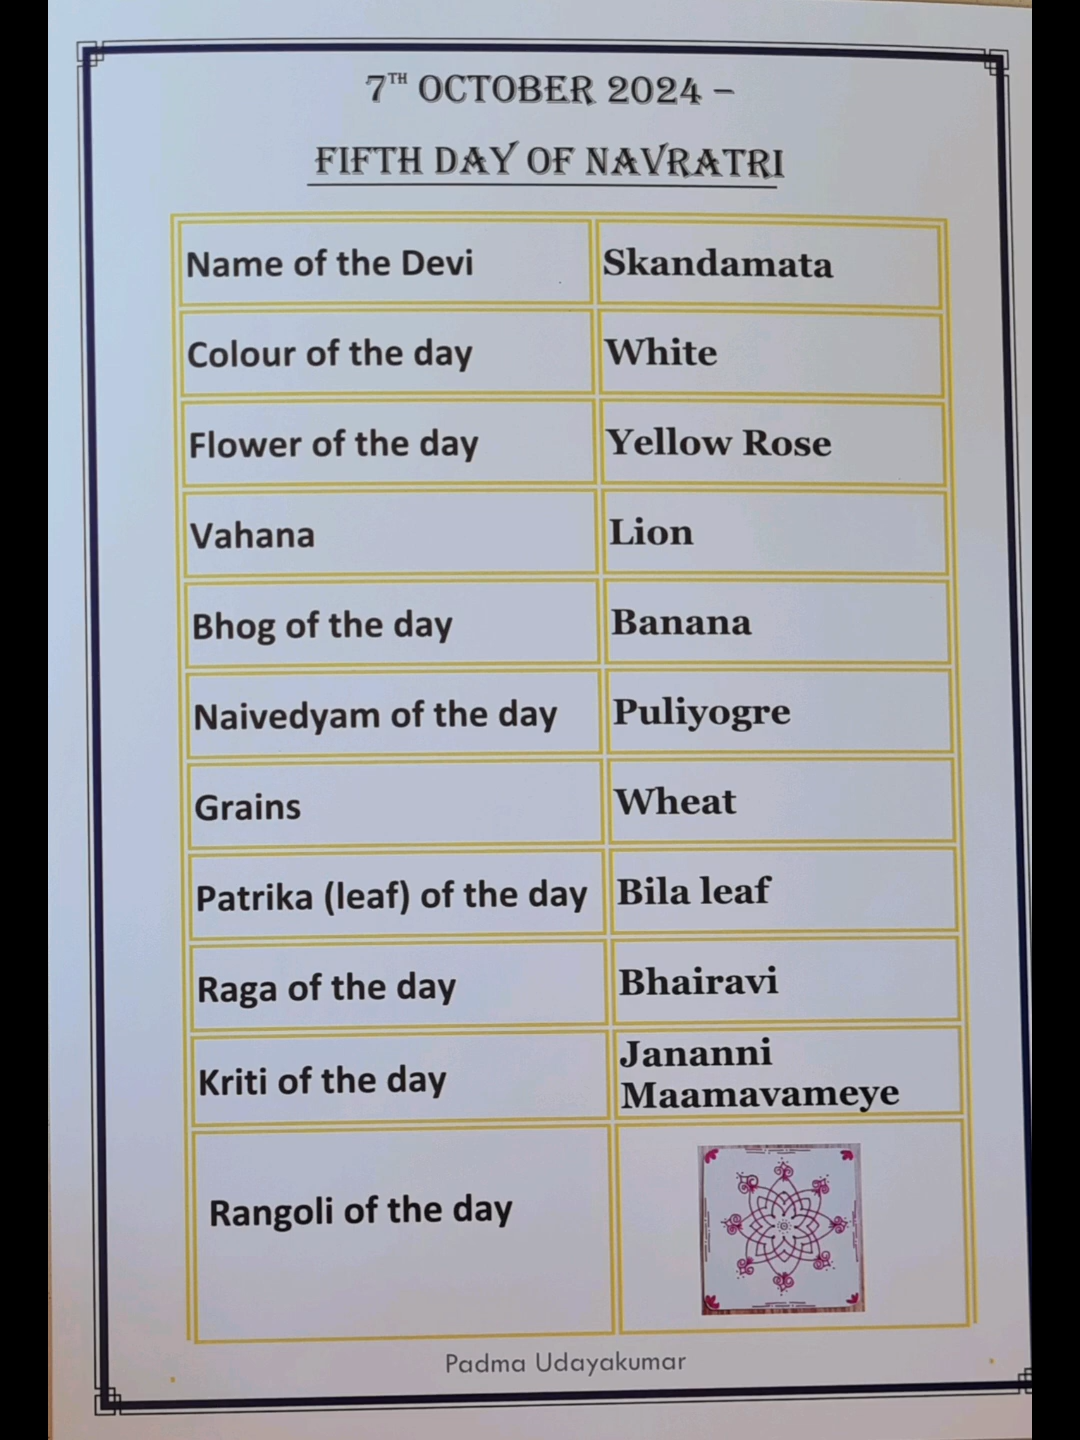 7TH OCTOBER 2024 –
FIFTH DAY OF NAVRATRI
Name of the Devi Skandamata
Colour of the day White
Flower of the day Yellow Rose
Vahana Lion
Bhog of the day Banana
Naivedyam of the day Puliyogre
Grains Wheat
Patrika (leaf) of the day Bila leaf
Raga of the day Bhairavi
Kriti of the day Jananni
Maamavameye
Rangoli of the day
Padma Udayakumar